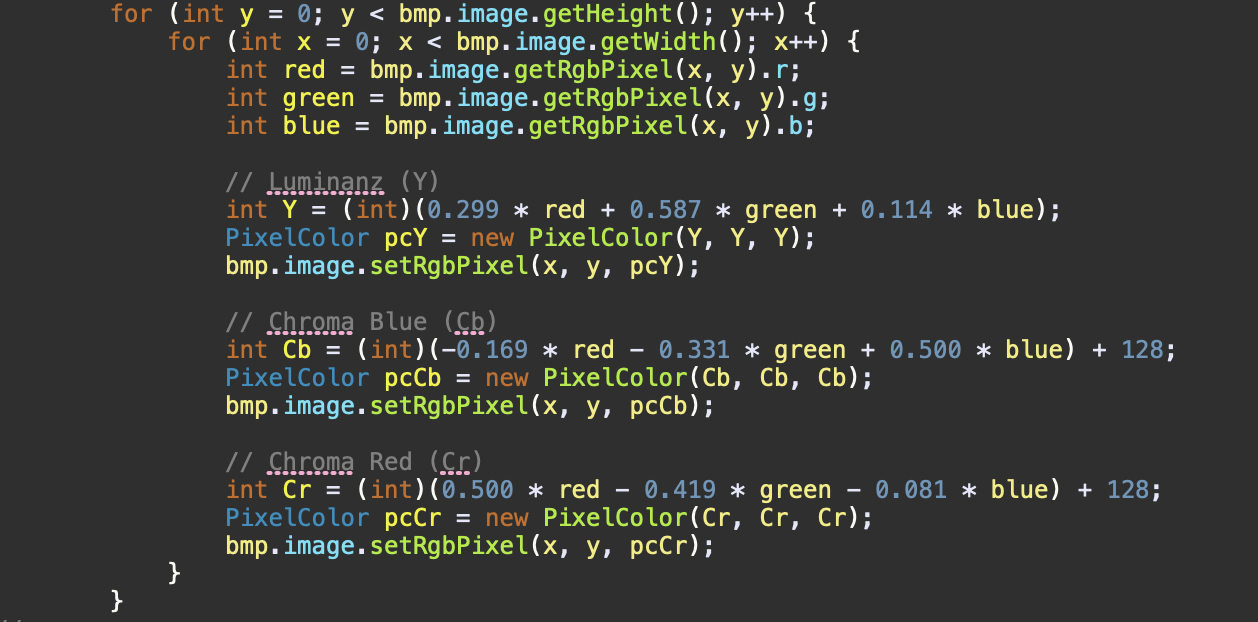 for (int y = 0; y < bmp.image.getHeight(); y++) {
for (int x = 0; x < bmp.image.getWidth(); x++) {
int red = bmp.image.getRgbPixel(x, y).r;
int green = bmp.image.getRgbPixel(x, y).g;
int blue = bmp.image.getRgbPixel(x, y).b;
// Luminanz (Y)
int Y = (int)(0.299 * red + 0.587 * green + 0.114 * blue);
PixelColor pcY = new PixelColor(Y, Y, Y);
bmp.image.setRgbPixel(x, y, pcY);
// Chroma Blue (Cb)
int Cb = (int)(−0.169 * red − 0.331 * green + 0.500 * blue) + 128;
PixelColor pcCb = new PixelColor(Cb, Cb, Cb);
bmp.image.setRgbPixel(x, y, pcCb);
// Chroma Red (Cr)
int Cr = (int)(0.500 * red − 0.419 * green − 0.081 * blue) + 128;
PixelColor pcCr = new PixelColor(Cr, Cr, Cr);
bmp.image.setRgbPixel(x, y, pcCr);
}
}